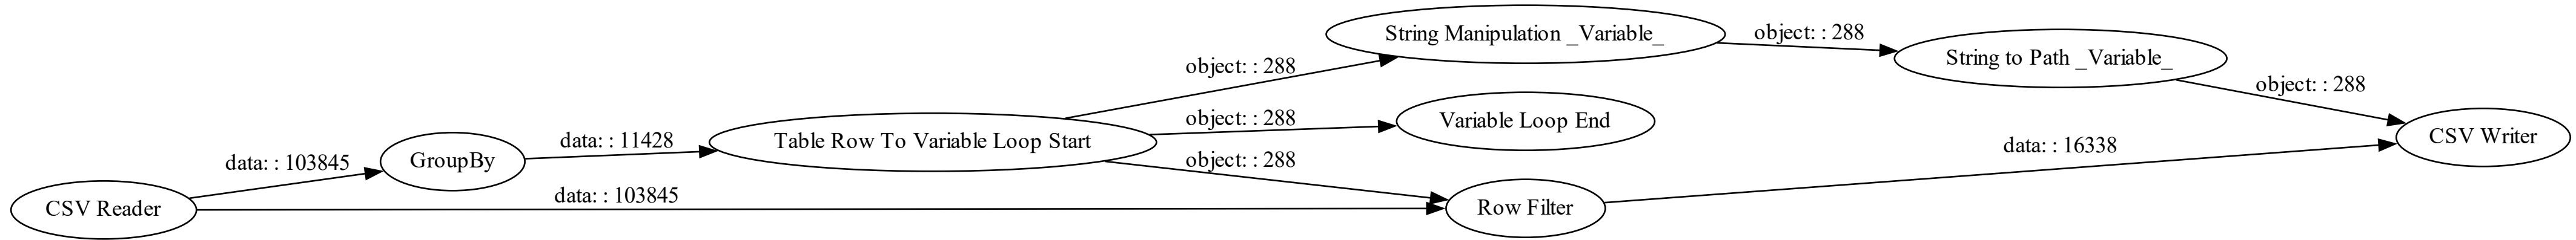 CSV Reader
data: : 103845
data: : 103845
GroupBy
data: : 11428
Table Row To Variable Loop Start
object: : 288
object: : 288
object: : 288
String Manipulation _Variable_
object: : 288
String to Path _Variable_
object: : 288
Variable Loop End
Row Filter
data: : 16338
CSV Writer